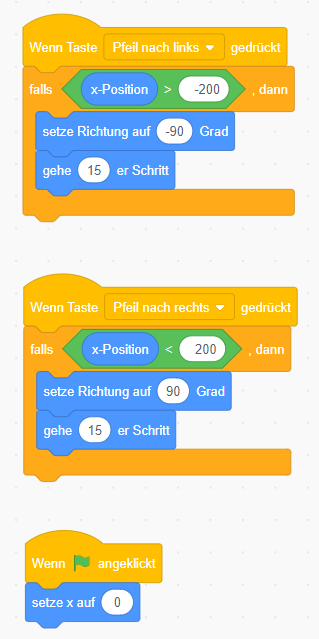 Wenn Taste Pfeil nach links gedrückt
falls x-Position > -200 , dann
setze Richtung auf -90 Grad
gehe 15 er Schritt
Wenn Taste Pfeil nach rechts gedrückt
falls x-Position < 200 , dann
setze Richtung auf 90 Grad
gehe 15 er Schritt
Wenn angeklickt
setze x auf 0